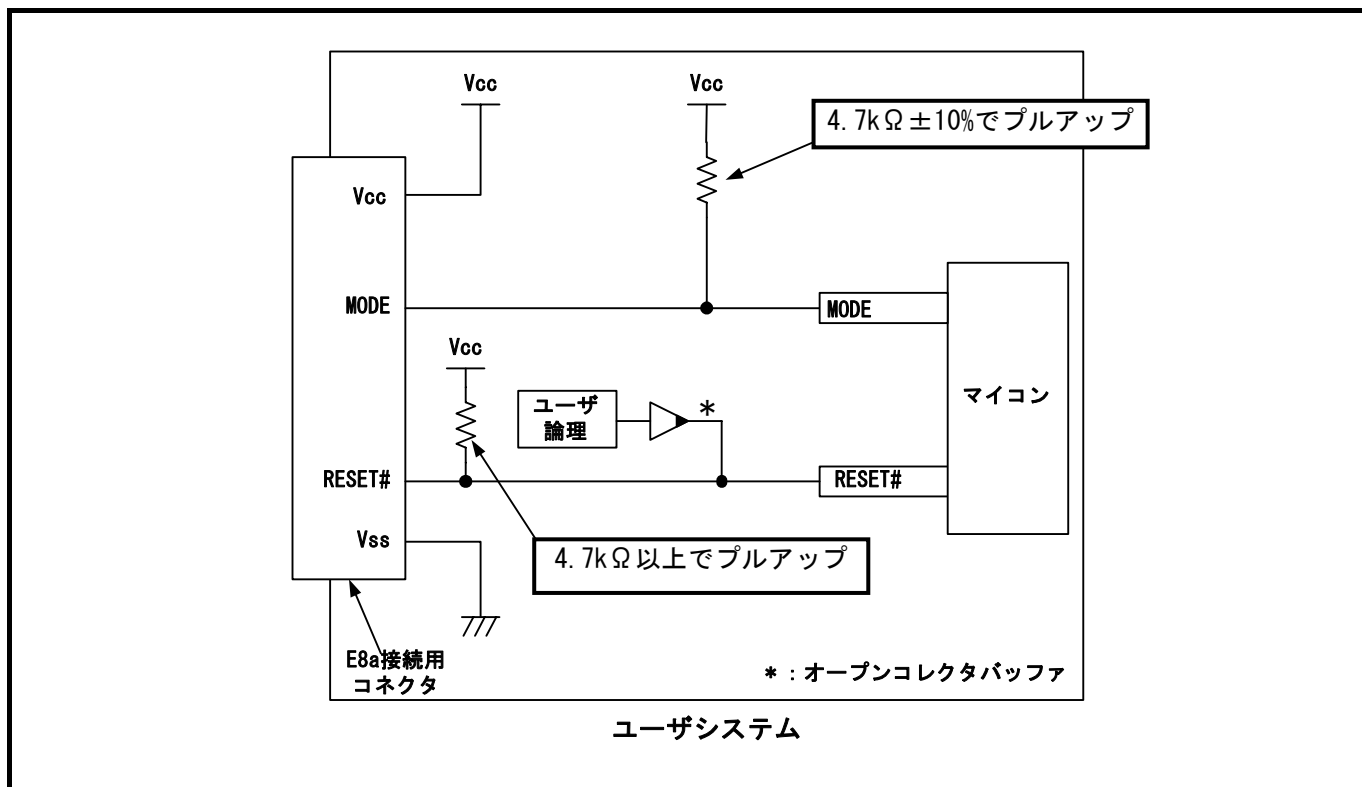 Vcc
Vcc
4.7kΩ±10%でプルアップ
Vcc
MODE
MODE
Vcc
ユーザ
論理
*
マイコン
RESET#
RESET#
Vss
4.7kΩ以上でプルアップ
E8a接続用
コネクタ
* :オープンコレクタバッファ
ユーザシステム